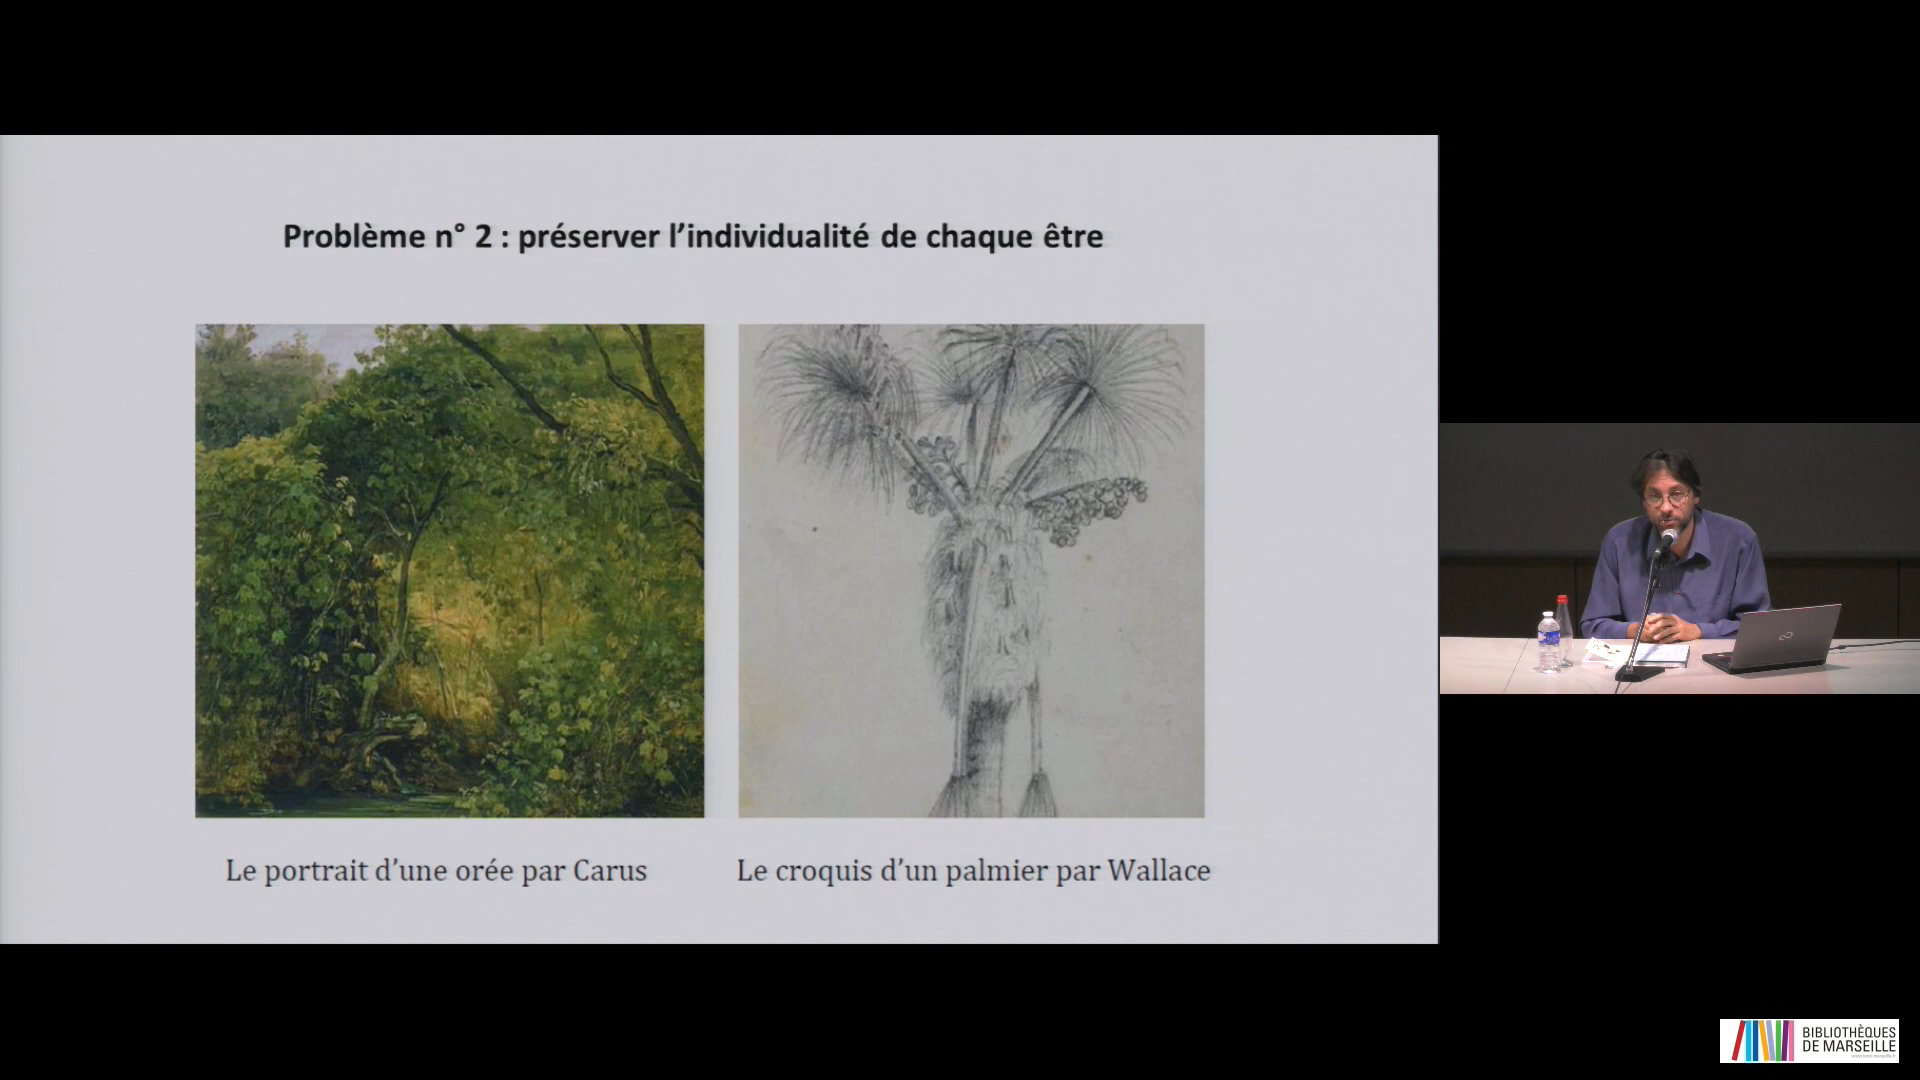 Problème n° 2 : préserver l’individualité de chaque être
Le portrait d’une orée par Carus
Le croquis d’un palmier par Wallace
BIBLIOTHÈQUES
DE MARSEILLE